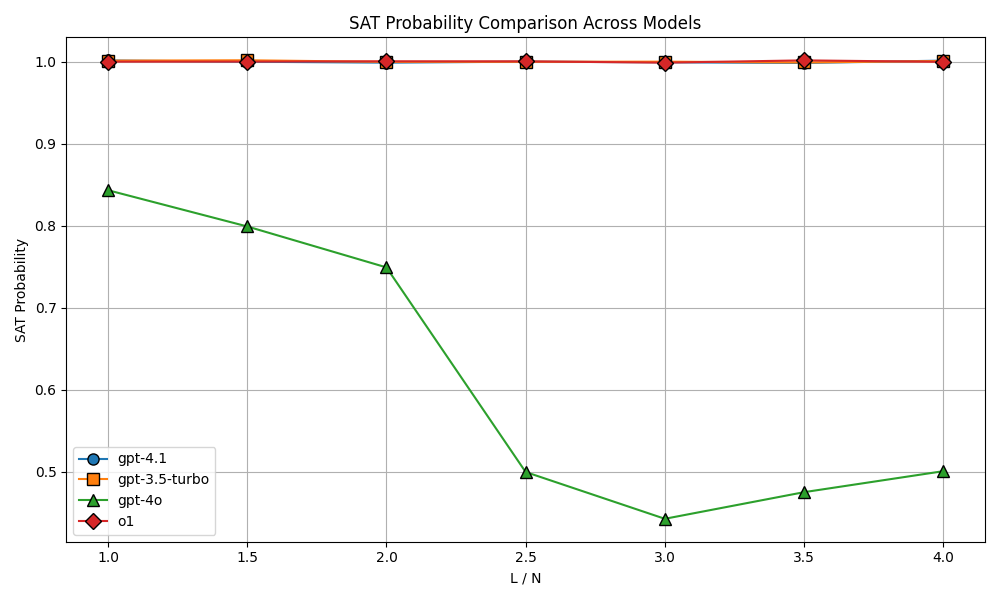 SAT Probability Comparison Across Models
SAT Probability
1.0
0.9
0.8
0.7
0.6
0.5
gpt-4.1
gpt-3.5-turbo
gpt-4o
o1
1.0 1.5 2.0 2.5 3.0 3.5 4.0
L / N